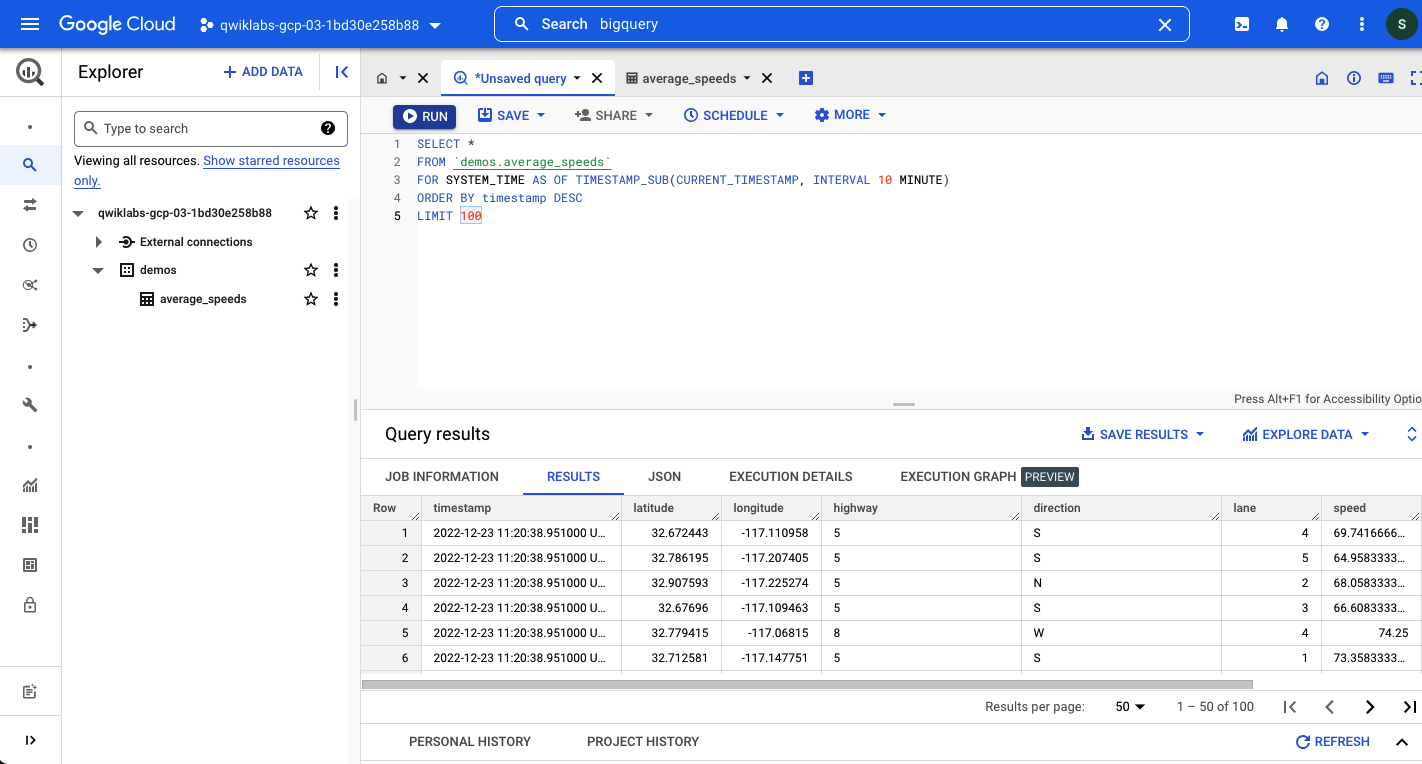 Google Cloud
qwiklabs-gcp-03-1bd30e258b88
Search bigquery
S
Explorer
ADD DATA
*Unsaved query
average_speeds
RUN
SAVE
SHARE
SCHEDULE
MORE
Type to search
Viewing all resources. Show starred resources
only.
qwiklabs-gcp-03-1bd30e258b88
External connections
demos
average_speeds
1 SELECT *
2 FROM `demos.average_speeds`
3 FOR SYSTEM_TIME AS OF TIMESTAMP_SUB(CURRENT_TIMESTAMP, INTERVAL 10 MINUTE)
4 ORDER BY timestamp DESC
5 LIMIT 100
Press Alt+F1 for Accessibility Optio
Query results
SAVE RESULTS
EXPLORE DATA
JOB INFORMATION RESULTS JSON EXECUTION DETAILS EXECUTION GRAPH PREVIEW
Row timestamp latitude longitude highway direction lane speed
1 2022-12-23 11:20:38.951000 U... 32.672443 -117.110958 5 S 4 69.7416666...
2 2022-12-23 11:20:38.951000 U... 32.786195 -117.207405 5 S 5 64.9583333...
3 2022-12-23 11:20:38.951000 U... 32.907593 -117.225274 5 N 2 68.0583333...
4 2022-12-23 11:20:38.951000 U... 32.67696 -117.109463 5 S 3 66.6083333...
5 2022-12-23 11:20:38.951000 U... 32.779415 -117.06815 8 W 4 74.25
6 2022-12-23 11:20:38.951000 U... 32.712581 -117.147751 5 S 1 73.3583333...
Results per page: 50 1 – 50 of 100
PERSONAL HISTORY PROJECT HISTORY REFRESH